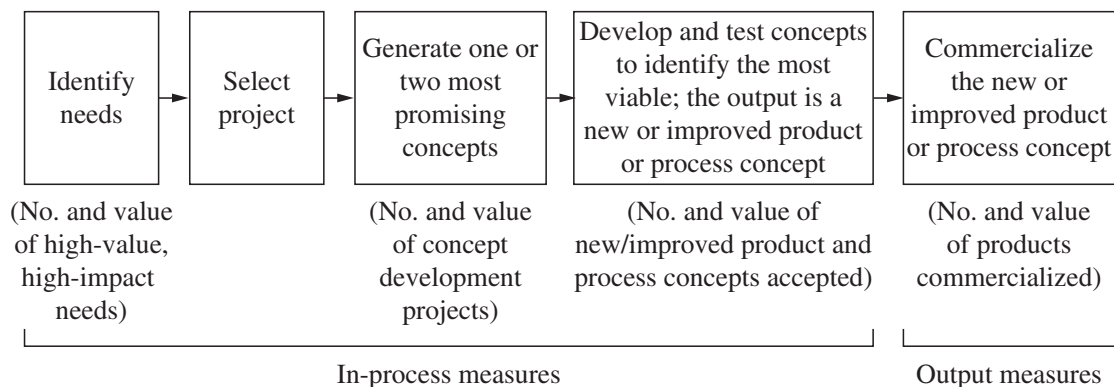 Identify
needs
Select
project
Generate one or
two most
promising
concepts
Develop and test concepts
to identify the most
viable; the output is a
new or improved product
or process concept
Commercialize
the new or
improved product
or process concept
(No. and value
of high-value,
high-impact
needs)
(No. and value
of concept
development
projects)
(No. and value of
new/improved product and
process concepts accepted)
(No. and value
of products
commercialized)
In-process measures
Output measures